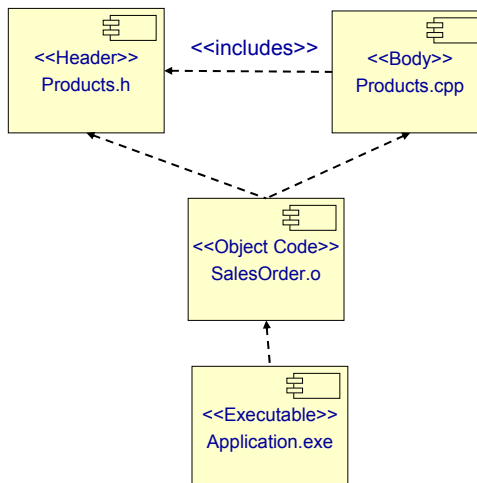 <<Header>>
Products.h
<<includes>>
<<Body>>
Products.cpp
<<Object Code>>
SalesOrder.o
<<Executable>>
Application.exe